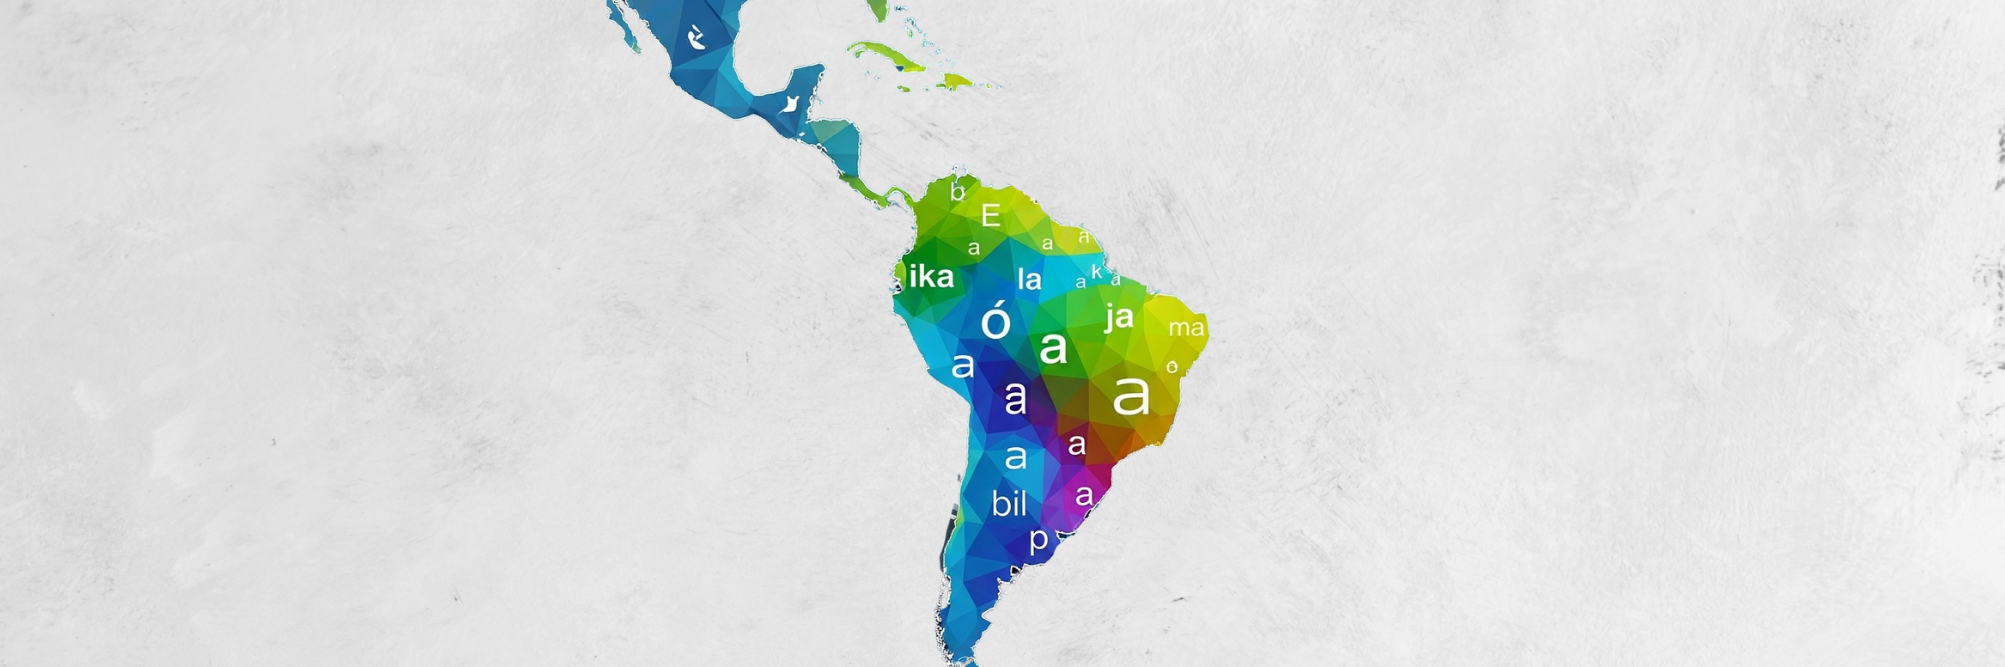 b
E
a a a
ika la a k a
ó ja ma
a a o
a a
a a
bil a
p